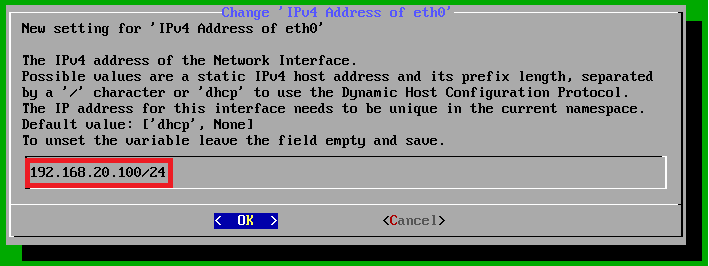 Change 'IPv4 Address of eth0'
New setting for 'IPv4 Address of eth0'
The IPv4 address of the Network Interface.
Possible values are a static IPv4 host address and its prefix length, separated
by a '/' character or 'dhcp' to use the Dynamic Host Configuration Protocol.
The IP address for this interface needs to be unique in the current namespace.
Default value: ['dhcp', None]
To unset the variable leave the field empty and save.
192.168.20.100/24
< OK > <Cancel>